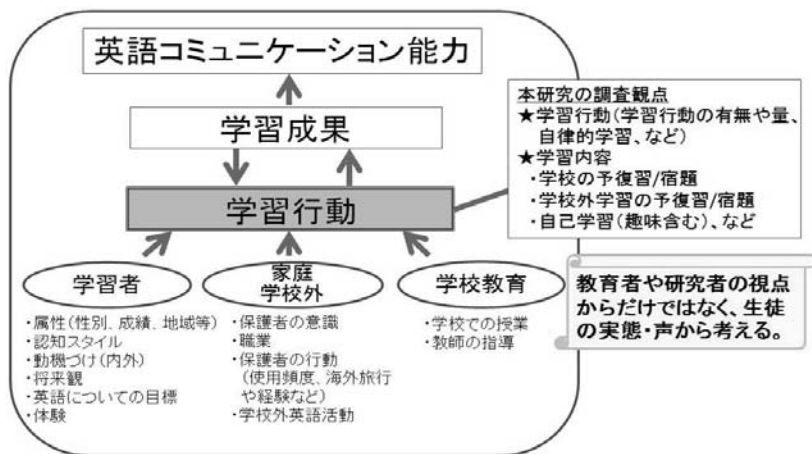 英語コミュニケーション能力
学習成果
学習行動
本研究の調査観点
★学習行動(学習行動の有無や量、
自律的学習、など)
★学習内容
・学校の予復習/宿題
・学校外学習の予復習/宿題
・自己学習(趣味含む)、など
学習者
・属性(性別、成績、地域等)
・認知スタイル
・動機づけ(内外)
・将来観
・英語についての目標
・体験
家庭
学校外
・保護者の意識
・職業
・保護者の行動
(使用頻度、海外旅行
や経験など)
・学校外英語活動
学校教育
・学校での授業
・教師の指導
教育者や研究者の視点
からだけではなく、生徒
の実態・声から考える。